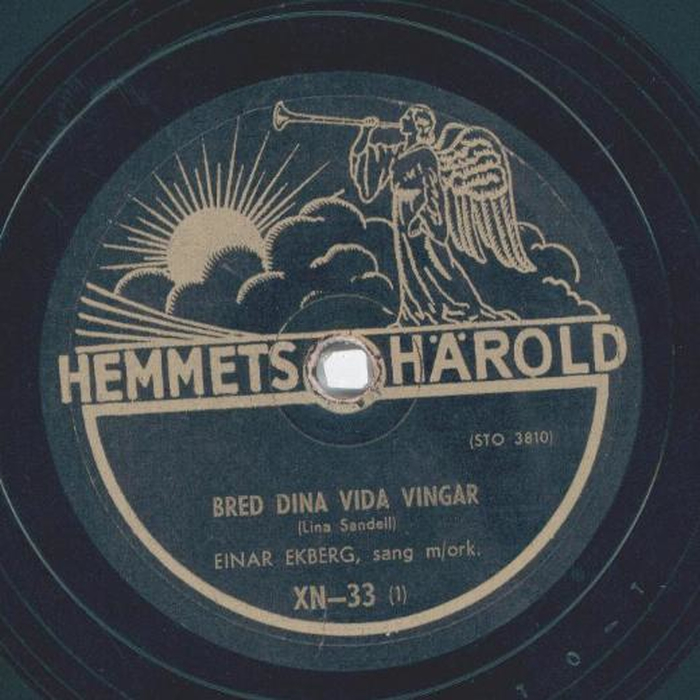 HEMMETS HÄROLD
(STO 3810)
BRED DINA VIDA VINGAR
(Lina Sandell)
EINAR EKBERG, sang m/ork.
XN–33 (1)